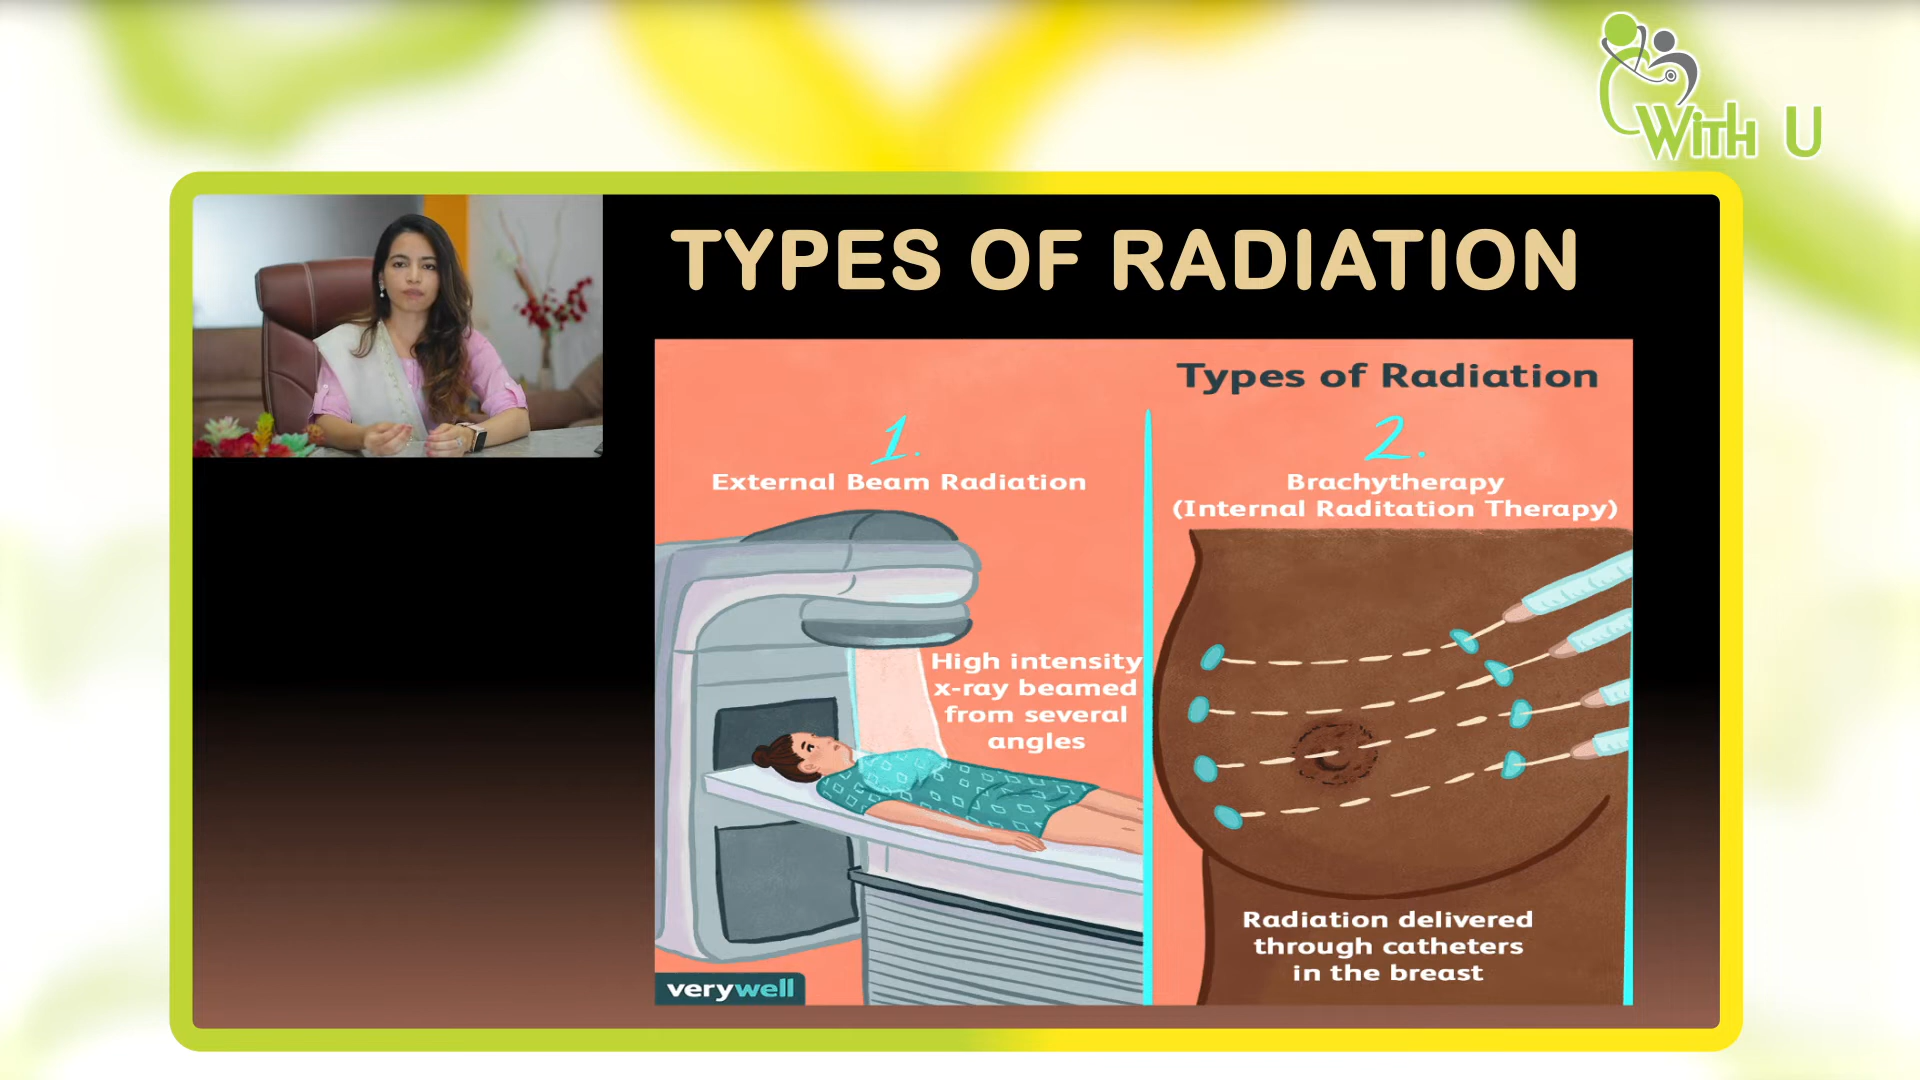 With U
TYPES OF RADIATION
Types of Radiation
1.
External Beam Radiation
High intensity
x-ray beamed
from several
angles
2.
Brachytherapy
(Internal Raditation Therapy)
Radiation delivered
through catheters
in the breast
verywell